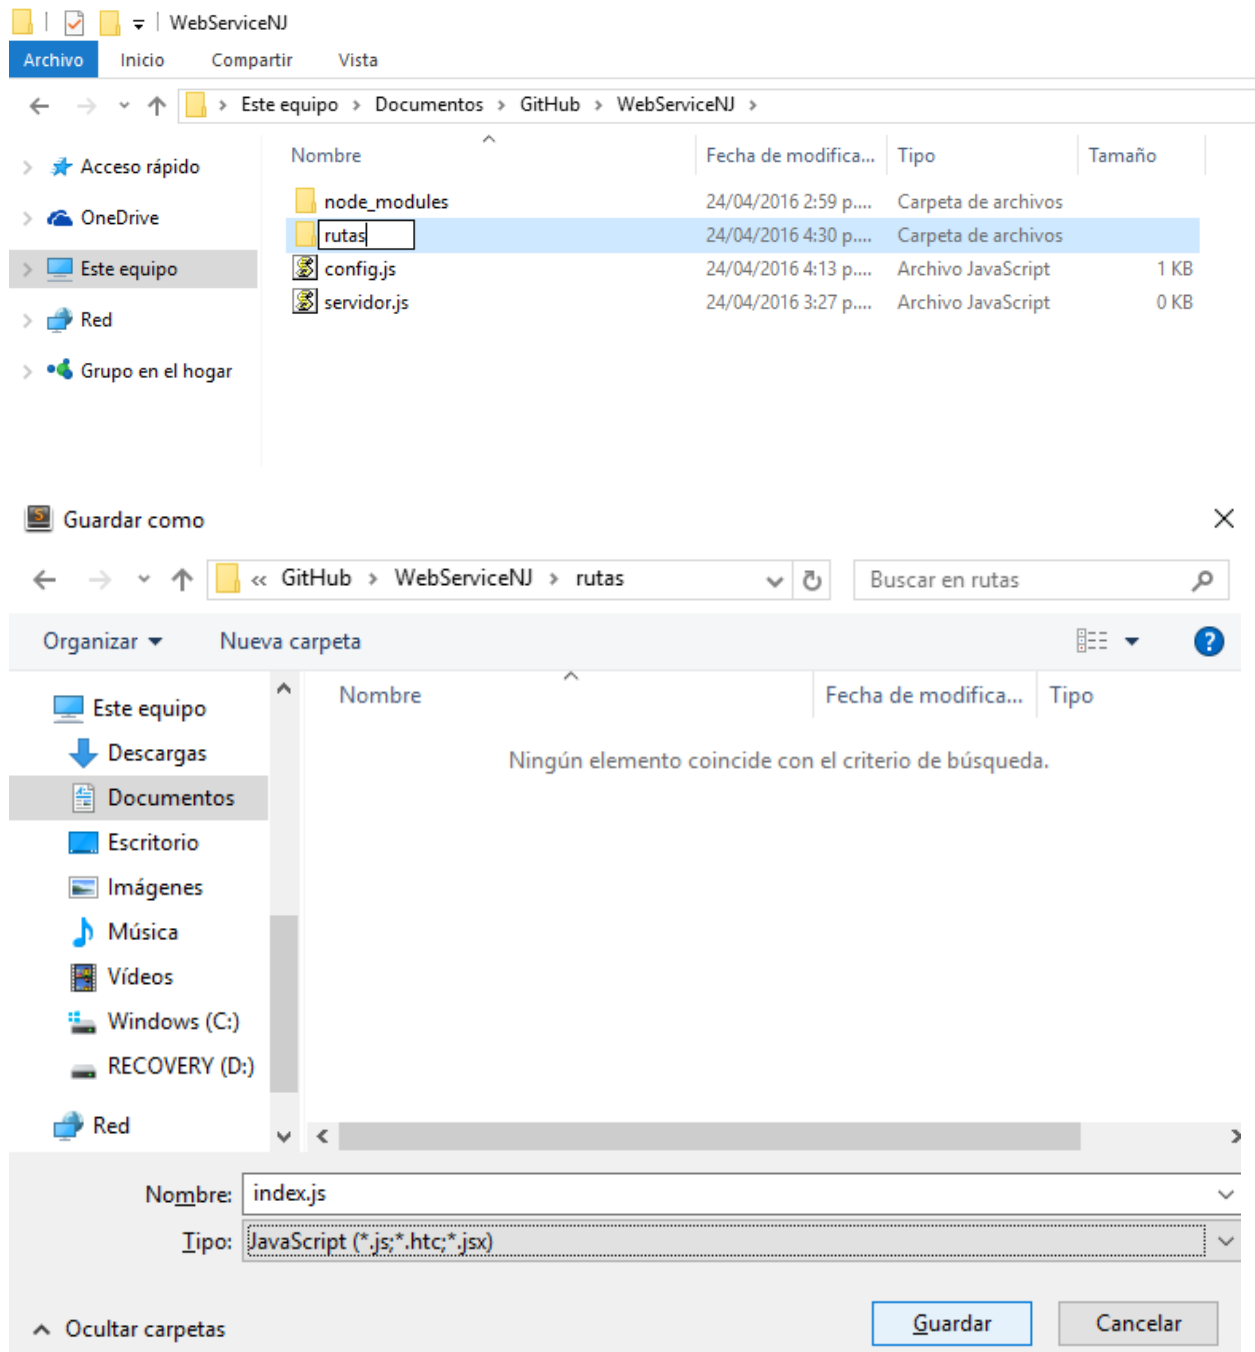 WebServiceNJ
Archivo Inicio Compartir Vista
Este equipo > Documentos > GitHub > WebServiceNJ >
Nombre Fecha de modifica... Tipo Tamaño
Acceso rápido
OneDrive
Este equipo
Red
Grupo en el hogar
node_modules 24/04/2016 2:59 p.... Carpeta de archivos
rutas 24/04/2016 4:30 p.... Carpeta de archivos
config.js 24/04/2016 4:13 p.... Archivo JavaScript 1 KB
servidor.js 24/04/2016 3:27 p.... Archivo JavaScript 0 KB
Guardar como
« GitHub > WebServiceNJ > rutas Buscar en rutas
Organizar Nueva carpeta
Nombre Fecha de modifica... Tipo
Ningún elemento coincide con el criterio de búsqueda.
Este equipo
Descargas
Documentos
Escritorio
Imágenes
Música
Vídeos
Windows (C:)
RECOVERY (D:)
Red
Nombre: index.js
Tipo: JavaScript (*.js;*.htc;*.jsx)
Ocultar carpetas Guardar Cancelar